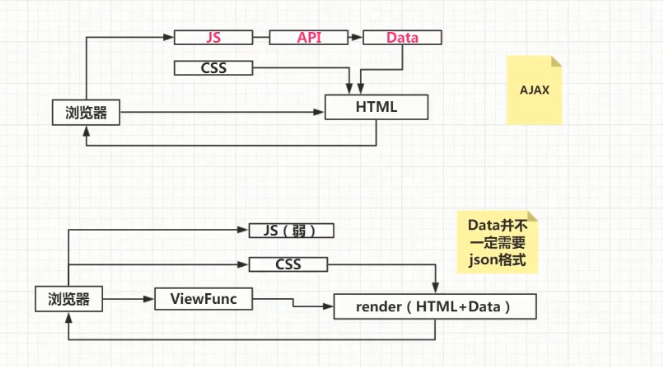 JS
API
Data
CSS
AJAX
浏览器
HTML
JS（弱）
Data并不
一定需要
json格式
CSS
浏览器
ViewFunc
render（HTML+Data）